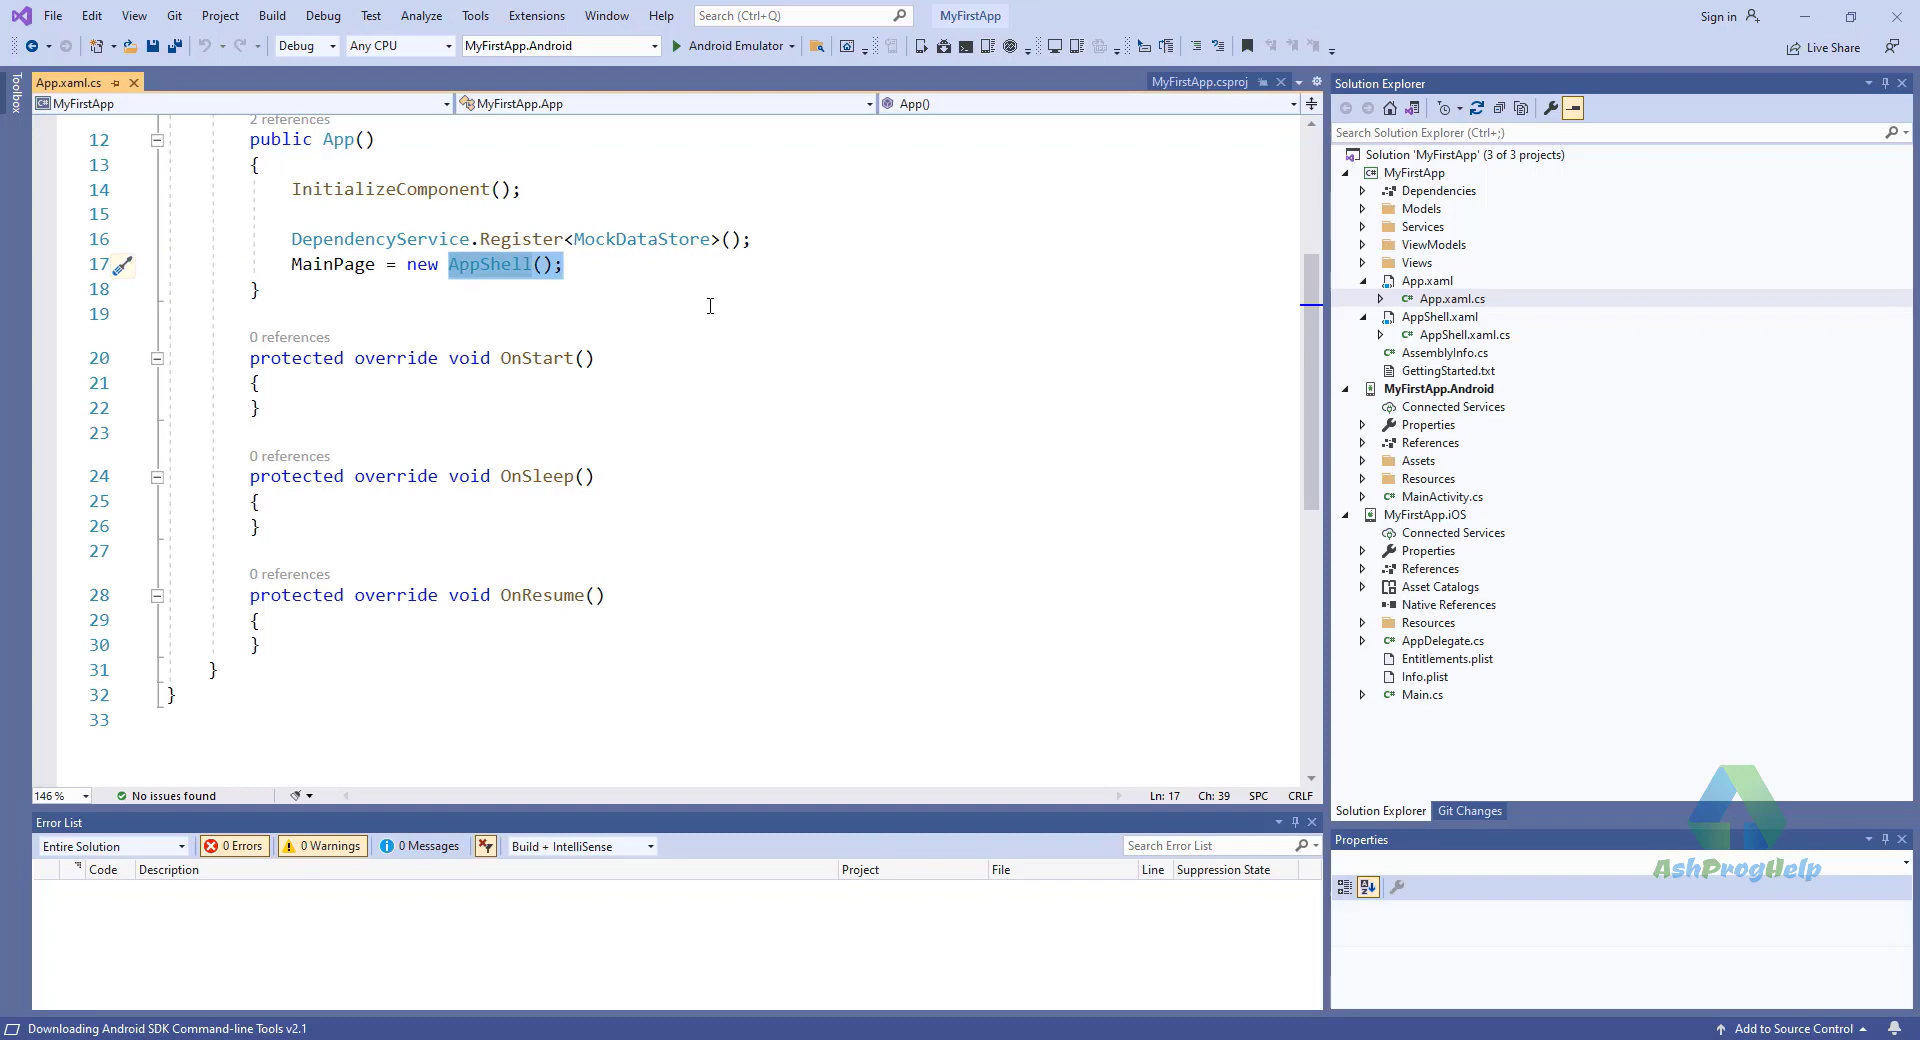 File Edit View Git Project Build Debug Test Analyze Tools Extensions Window Help Search (Ctrl+Q) MyFirstApp Sign in
Debug Any CPU MyFirstApp.Android Android Emulator Live Share
Toolbox
App.xaml.cs MyFirstApp.csproj
MyFirstApp MyFirstApp.App App()
2 references
12 public App()
13 {
14 InitializeComponent();
15
16 DependencyService.Register<MockDataStore>();
17 MainPage = new AppShell();
18 }
19
0 references
20 protected override void OnStart()
21 {
22 }
23
0 references
24 protected override void OnSleep()
25 {
26 }
27
0 references
28 protected override void OnResume()
29 {
30 }
31 }
32 }
33
146 % No issues found Ln: 17 Ch: 39 SPC CRLF
Error List
Entire Solution 0 Errors 0 Warnings 0 Messages Build + IntelliSense Search Error List
Code Description Project File Line Suppression State
Solution Explorer
Search Solution Explorer (Ctrl+;)
Solution 'MyFirstApp' (3 of 3 projects)
MyFirstApp
Dependencies
Models
Services
ViewModels
Views
App.xaml
App.xaml.cs
AppShell.xaml
AppShell.xaml.cs
AssemblyInfo.cs
GettingStarted.txt
MyFirstApp.Android
Connected Services
Properties
References
Assets
Resources
MainActivity.cs
MyFirstApp.iOS
Connected Services
Properties
References
Asset Catalogs
Native References
Resources
AppDelegate.cs
Entitlements.plist
Info.plist
Main.cs
Solution Explorer Git Changes
Properties
AshProgHelp
Downloading Android SDK Command-line Tools v2.1 Add to Source Control